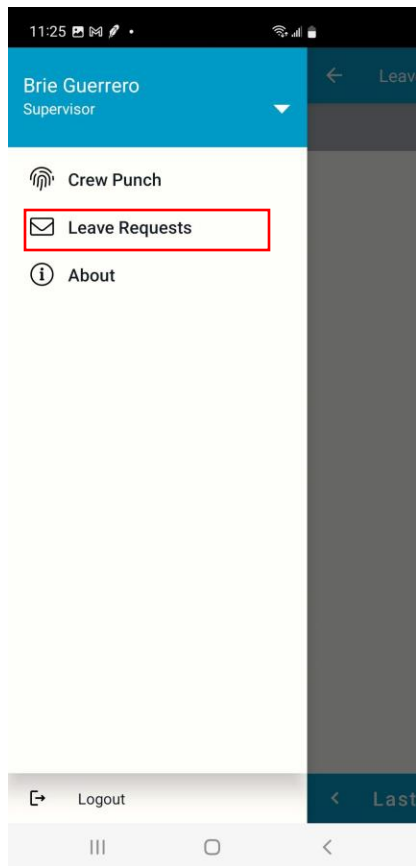 11:25
Brie Guerrero
Supervisor
Leav
Crew Punch
Leave Requests
About
Logout
Last